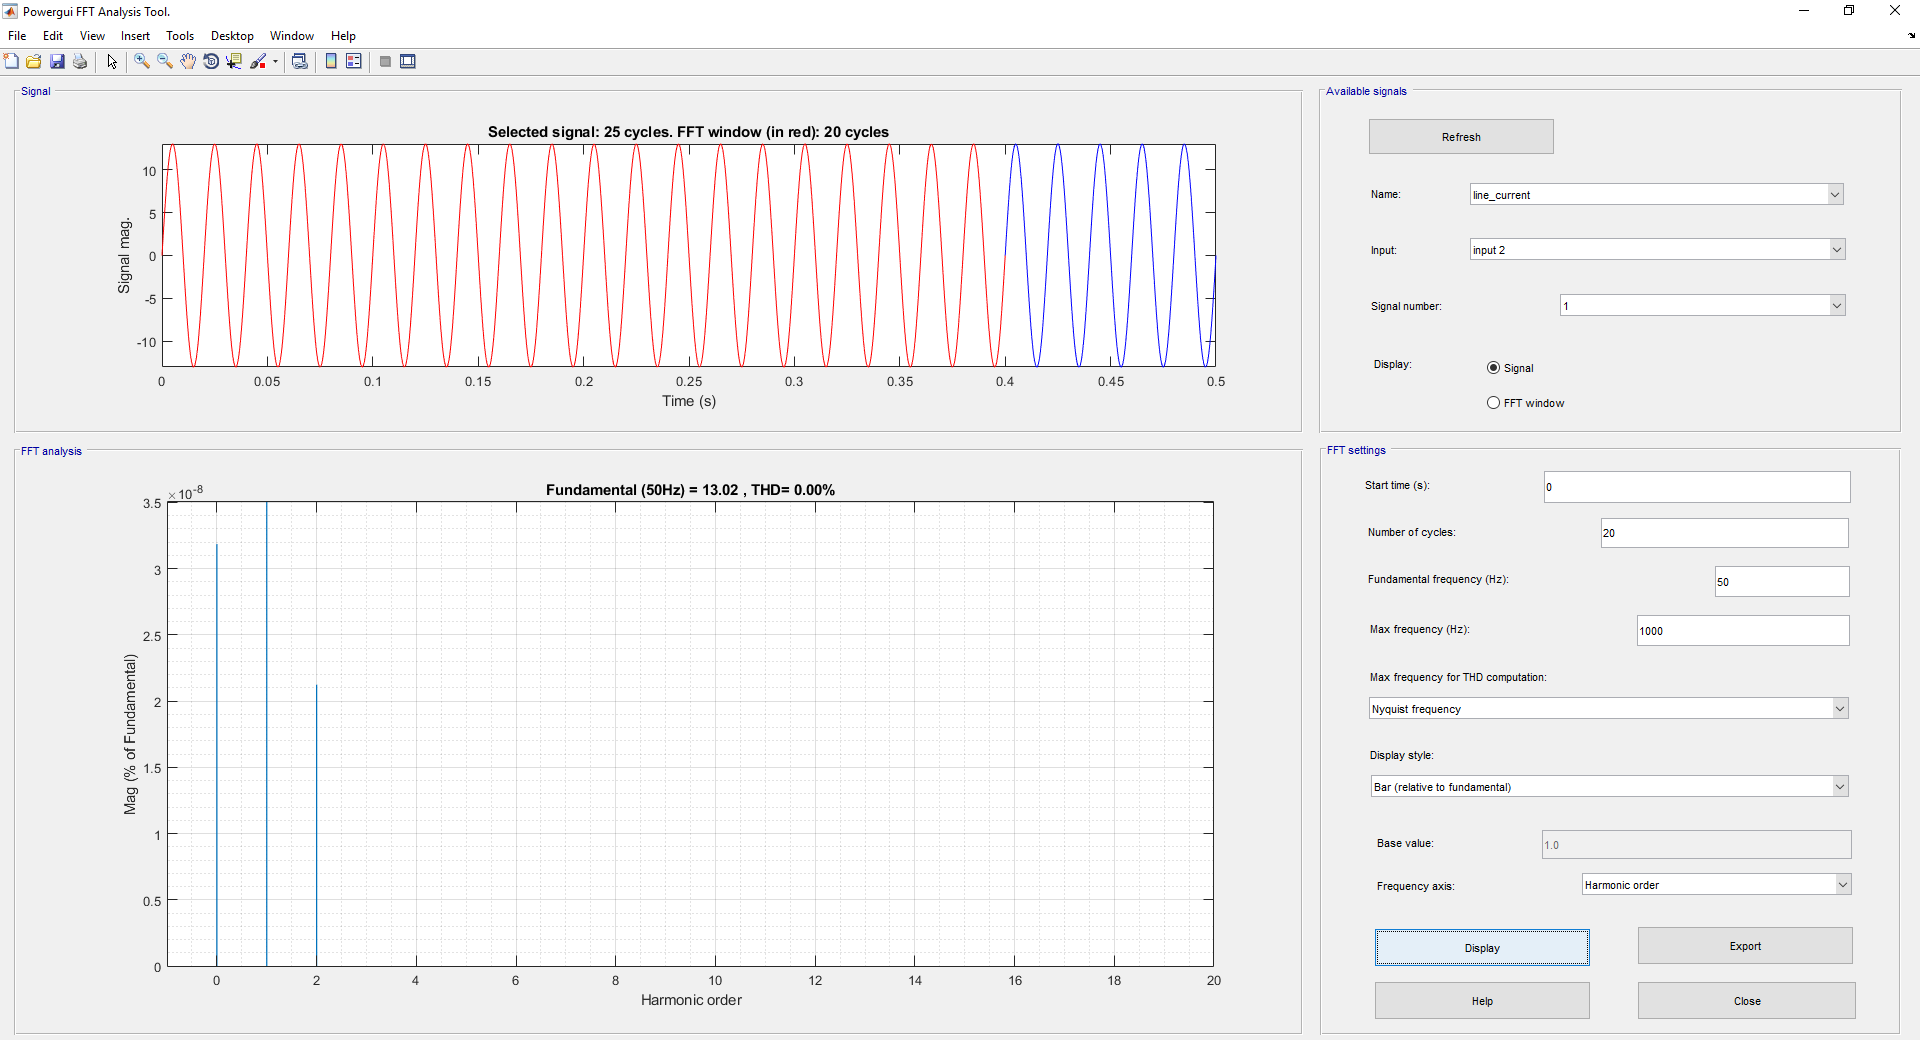 Powergui FFT Analysis Tool.
File Edit View Insert Tools Desktop Window Help
Signal
Selected signal: 25 cycles. FFT window (in red): 20 cycles
Signal mag.
10
5
0
-5
-10
0 0.05 0.1 0.15 0.2 0.25 0.3 0.35 0.4 0.45 0.5
Time (s)
FFT analysis
Fundamental (50Hz) = 13.02 , THD= 0.00%
×10⁻⁸
Mag (% of Fundamental)
3.5
3
2.5
2
1.5
1
0.5
0
0 2 4 6 8 10 12 14 16 18 20
Harmonic order
Available signals
Refresh
Name: line_current
Input: input 2
Signal number: 1
Display: Signal
FFT window
FFT settings
Start time (s): 0
Number of cycles: 20
Fundamental frequency (Hz): 50
Max frequency (Hz): 1000
Max frequency for THD computation:
Nyquist frequency
Display style:
Bar (relative to fundamental)
Base value: 1.0
Frequency axis: Harmonic order
Display Export
Help Close